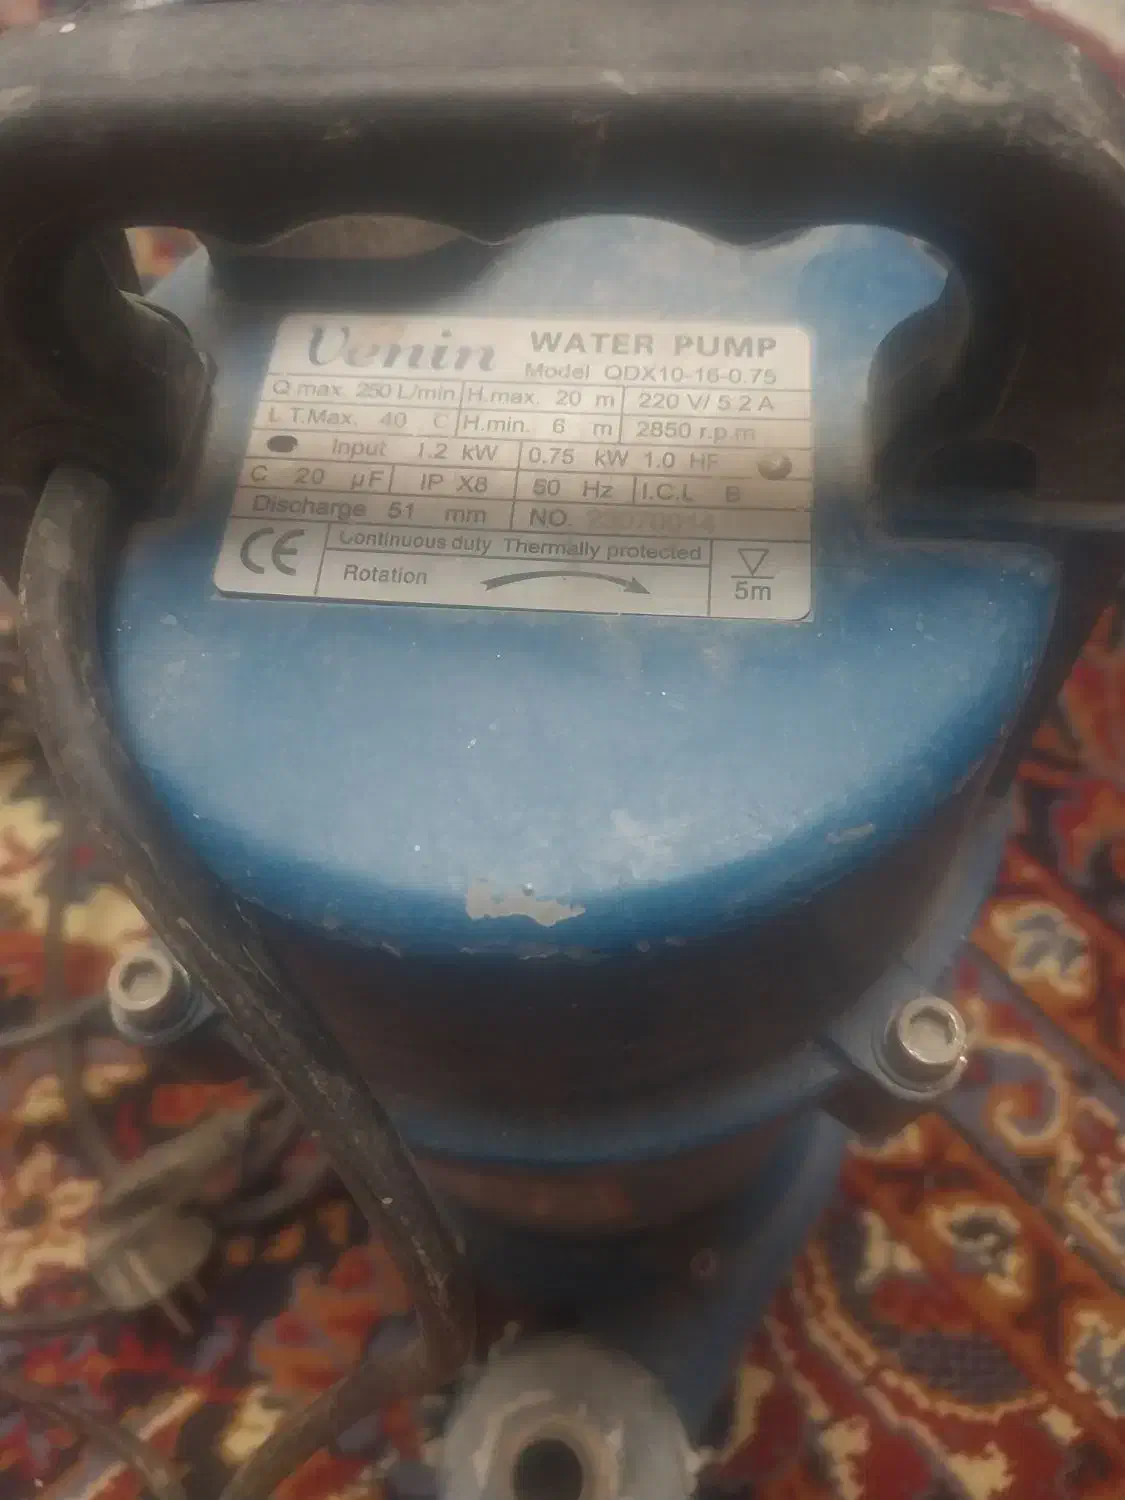 Venin WATER PUMP
Model QDX10-16-0.75
Q max. 250 L/min H.max. 20 m 220 V/ 5.2 A
L.T.Max. 40 C H.min. 6 m 2850 r.p.m
Input 1.2 kW 0.75 kW 1.0 HP
C 20 µF IP X8 50 Hz I.C.L B
Discharge 51 mm NO. 23070014
CE Continuous duty Thermally protected
Rotation 5m